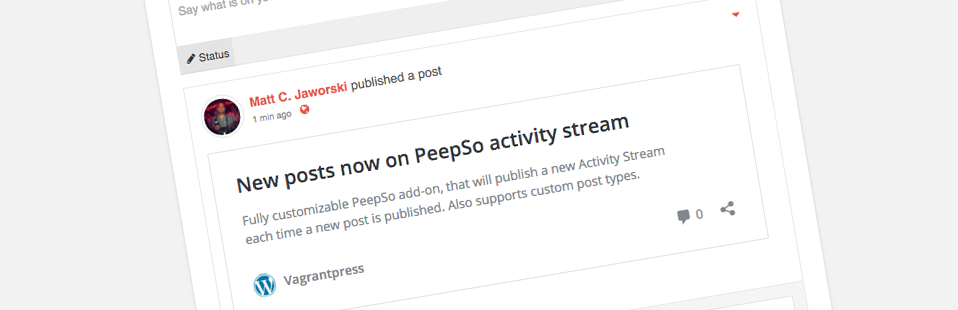 Say what is on yo
Status
Matt C. Jaworski published a post
1 min ago
New posts now on PeepSo activity stream
Fully customizable PeepSo add-on, that will publish a new Activity Stream
each time a new post is published. Also supports custom post types.
0
Vagrantpress